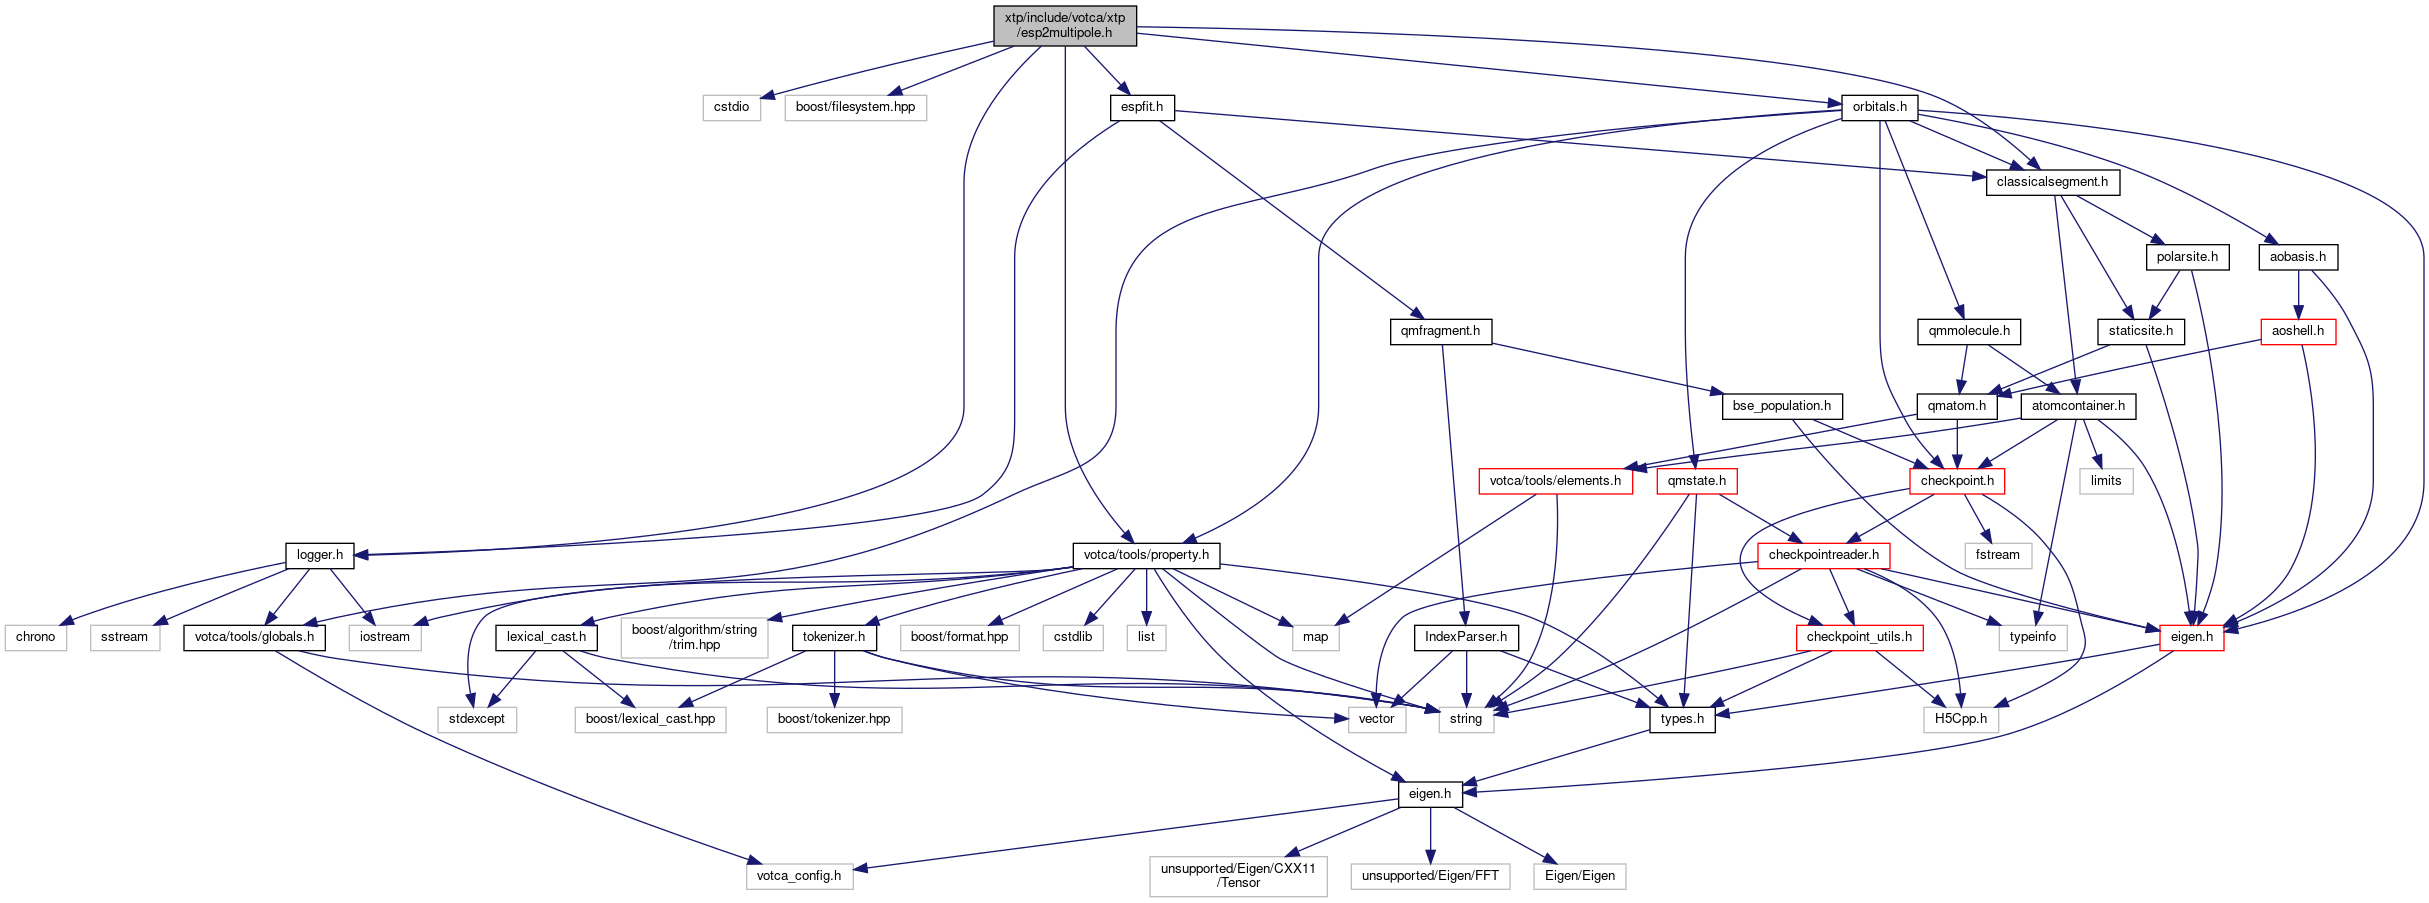 xtp/include/votca/xtp
/esp2multipole.h
cstdio
boost/filesystem.hpp
espfit.h
orbitals.h
classicalsegment.h
polarsite.h
aobasis.h
qmfragment.h
qmmolecule.h
staticsite.h
aoshell.h
bse_population.h
qmatom.h
atomcontainer.h
votca/tools/elements.h
qmstate.h
checkpoint.h
limits
logger.h
votca/tools/property.h
checkpointreader.h
fstream
chrono
sstream
votca/tools/globals.h
iostream
lexical_cast.h
boost/algorithm/string
/trim.hpp
tokenizer.h
boost/format.hpp
cstdlib
list
map
IndexParser.h
checkpoint_utils.h
typeinfo
eigen.h
stdexcept
boost/lexical_cast.hpp
boost/tokenizer.hpp
vector
string
types.h
H5Cpp.h
eigen.h
votca_config.h
unsupported/Eigen/CXX11
/Tensor
unsupported/Eigen/FFT
Eigen/Eigen